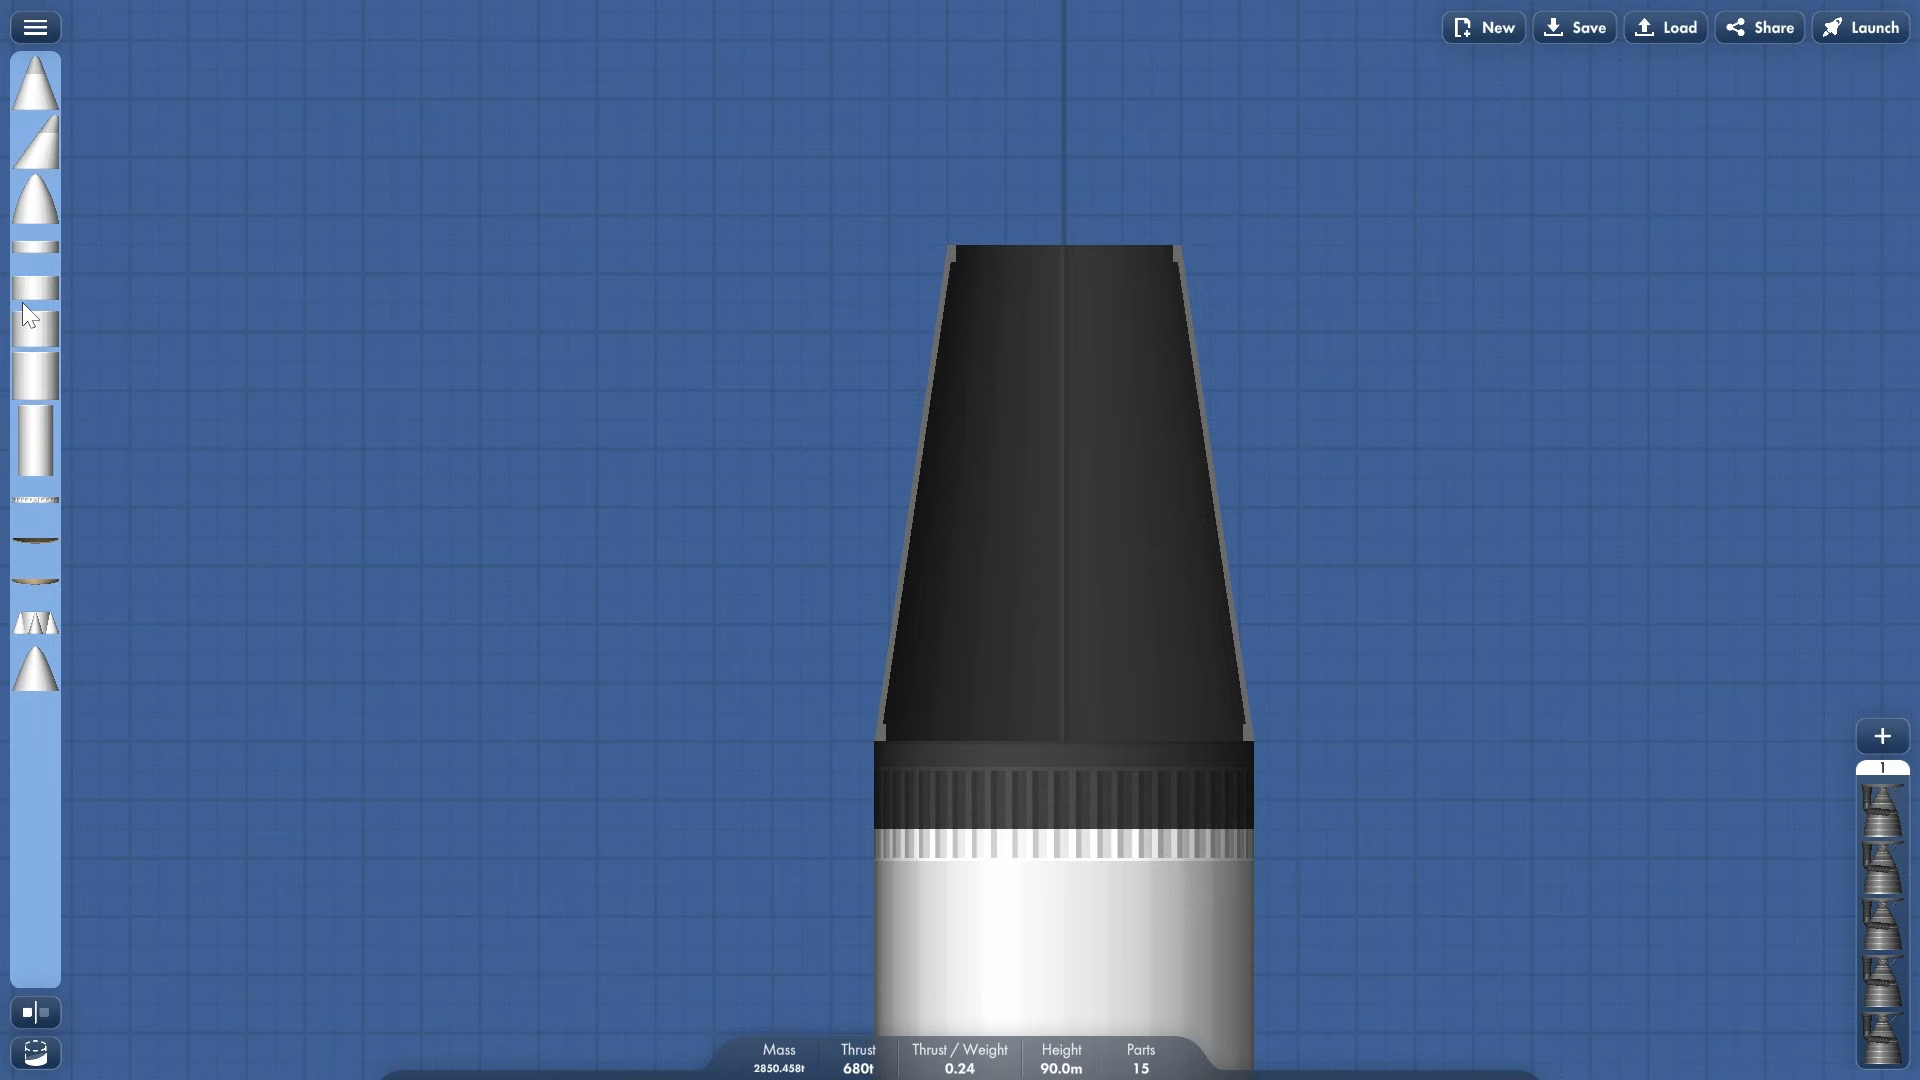 New Save Load Share Launch
1
Mass Thrust Thrust / Weight Height Parts
2850.458t 680t 0.24 90.0m 15